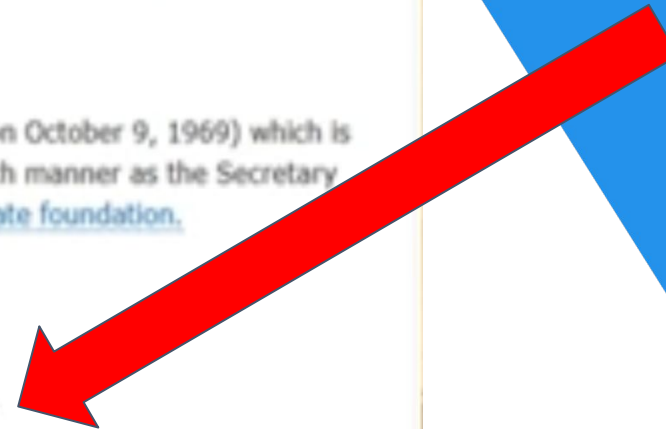 n October 9, 1969) which is
h manner as the Secretary
ate foundation.